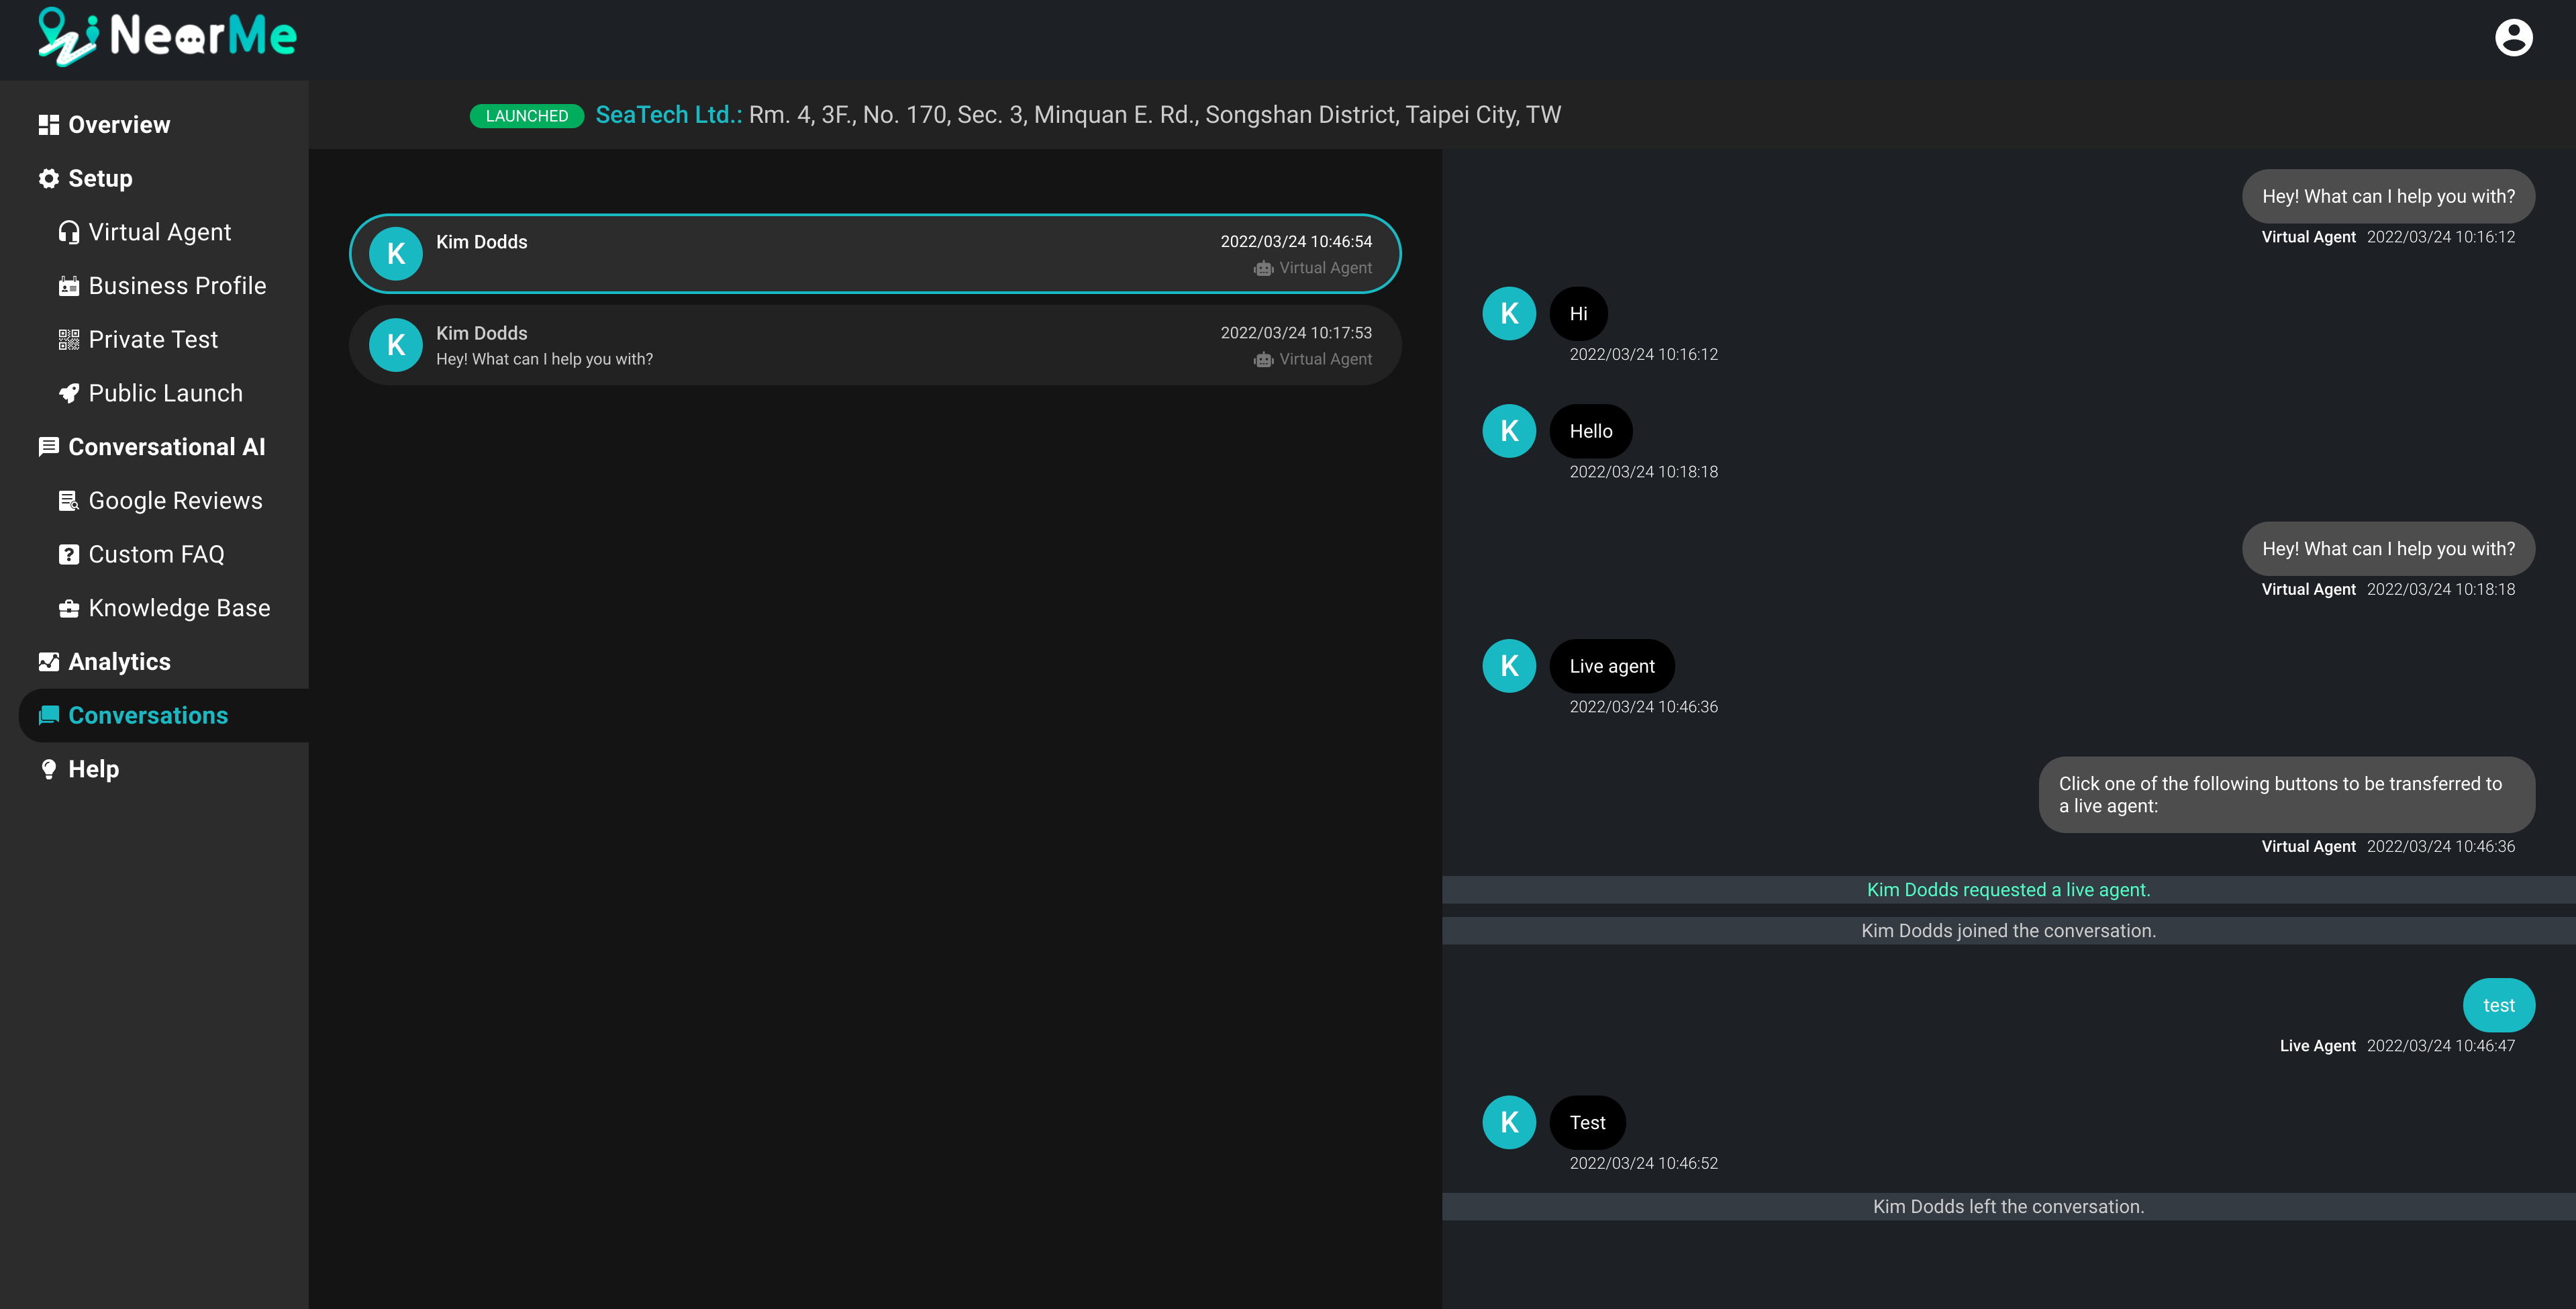 NearMe
Overview
Setup
Virtual Agent
Business Profile
Private Test
Public Launch
Conversational AI
Google Reviews
Custom FAQ
Knowledge Base
Analytics
Conversations
Help
LAUNCHED SeaTech Ltd.: Rm. 4, 3F., No. 170, Sec. 3, Minquan E. Rd., Songshan District, Taipei City, TW
K Kim Dodds 2022/03/24 10:46:54
Virtual Agent
K Kim Dodds 2022/03/24 10:17:53
Hey! What can I help you with? Virtual Agent
Hey! What can I help you with?
Virtual Agent 2022/03/24 10:16:12
K Hi
2022/03/24 10:16:12
K Hello
2022/03/24 10:18:18
Hey! What can I help you with?
Virtual Agent 2022/03/24 10:18:18
K Live agent
2022/03/24 10:46:36
Click one of the following buttons to be transferred to
a live agent:
Virtual Agent 2022/03/24 10:46:36
Kim Dodds requested a live agent.
Kim Dodds joined the conversation.
test
Live Agent 2022/03/24 10:46:47
K Test
2022/03/24 10:46:52
Kim Dodds left the conversation.